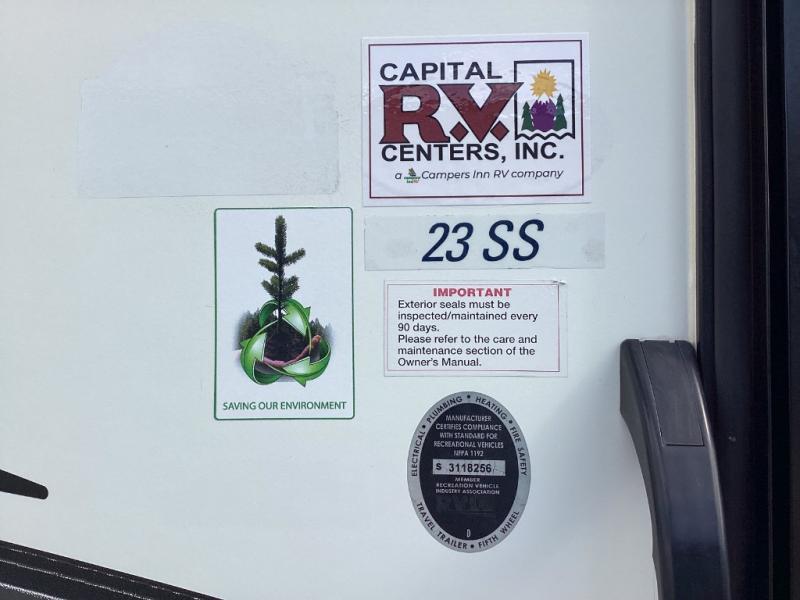 CAPITAL
R.V.
CENTERS, INC.
a Campers Inn RV company
23 SS
IMPORTANT
Exterior seals must be
inspected/maintained every
90 days.
Please refer to the care and
maintenance section of the
Owner's Manual.
SAVING OUR ENVIRONMENT
ELECTRICAL • PLUMBING • HEATING • FIRE SAFETY
MANUFACTURER
CERTIFIES COMPLIANCE
WITH STANDARD FOR
RECREATIONAL VEHICLES
NFPA 1192
S 3118256
MEMBER
RECREATION VEHICLE
INDUSTRY ASSOCIATION
D
TRAVEL TRAILER • FIFTH WHEEL